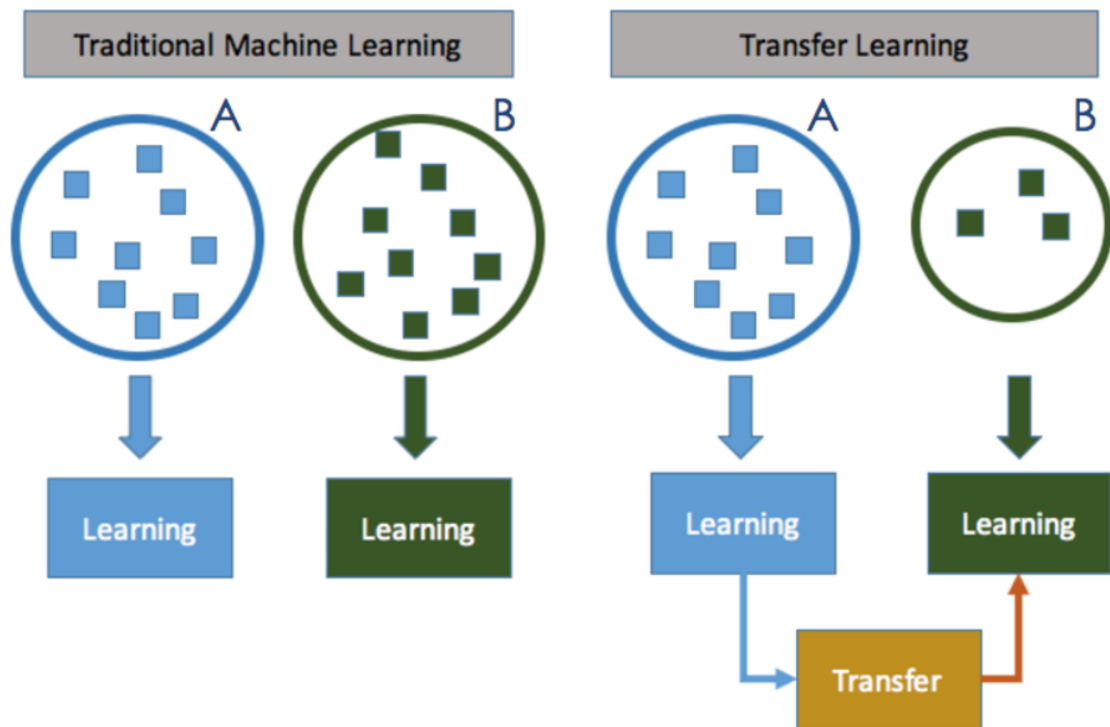 Traditional Machine Learning
Transfer Learning
A
B
A
B
Learning
Learning
Learning
Learning
Transfer